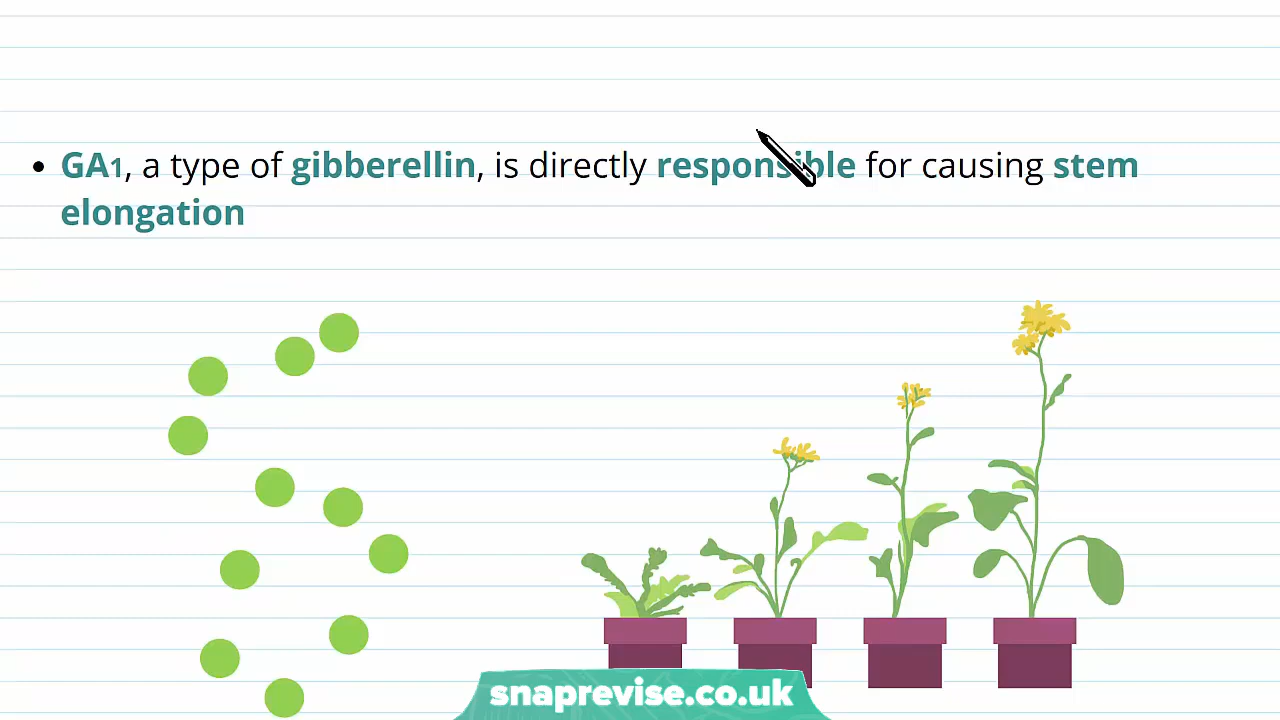 • GA1, a type of gibberellin, is directly responsible for causing stem
elongation
snaprevise.co.uk